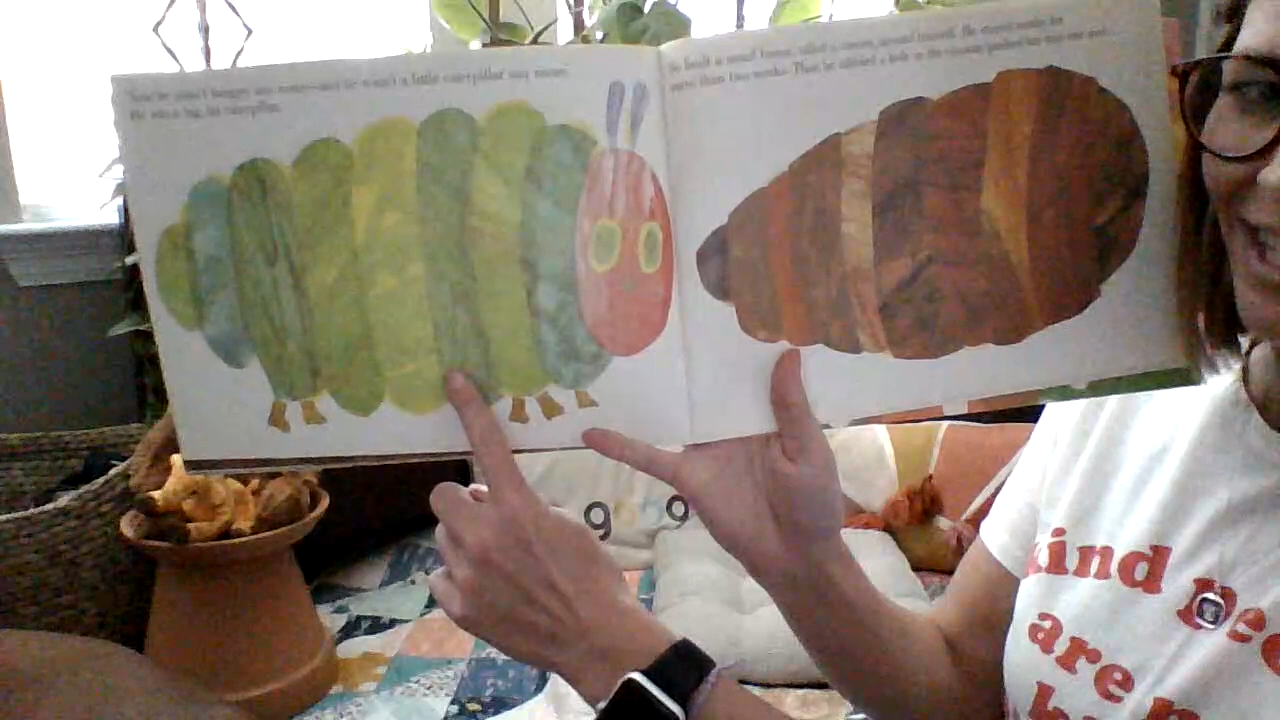 Now he wasn't hungry any more—and he wasn't a little caterpillar any more.
He was a big, fat caterpillar.
He built a small house, called a cocoon, around himself. He stayed inside for
more than two weeks. Then he nibbled a hole in the cocoon, pushed his way out and...
9 9
kind
are